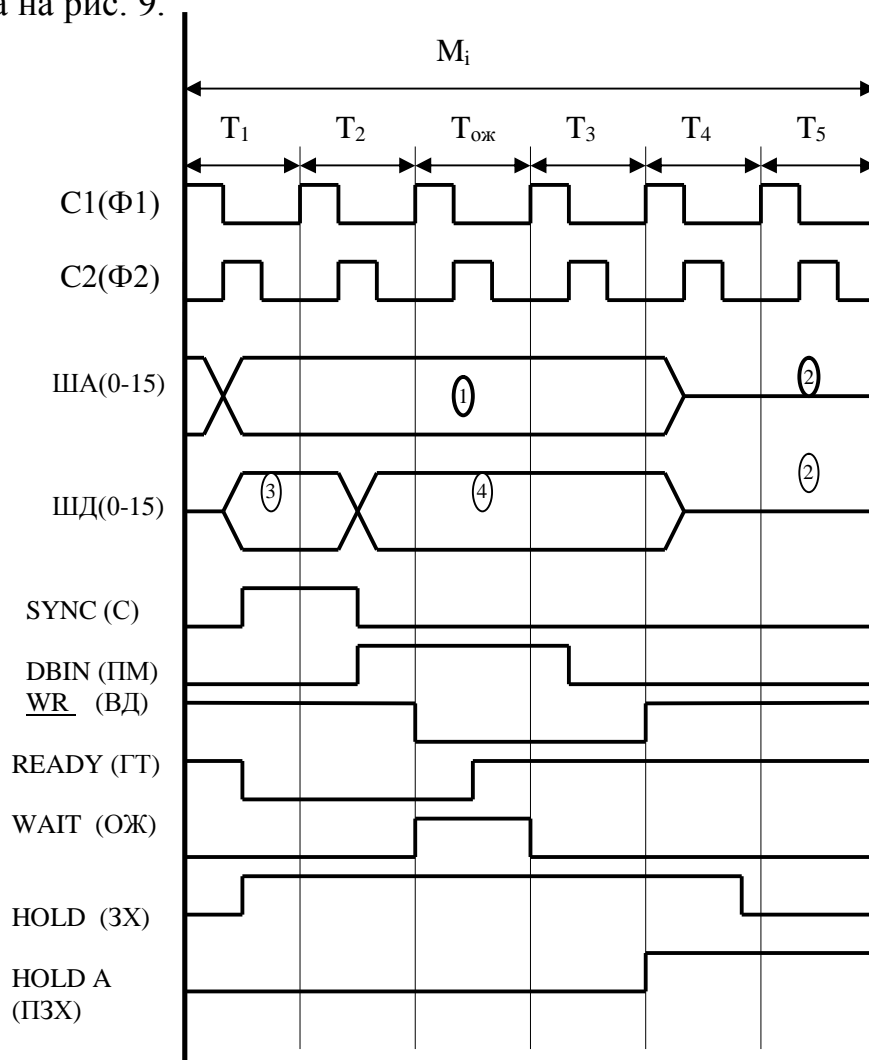 а на рис. 9.
Mi
T1 T2 Tож T3 T4 T5
C1(Ф1)
C2(Ф2)
ША(0-15)
1 2
ШД(0-15)
3 4 2
SYNC (C)
DBIN (ПМ)
WR (ВД)
READY (ГТ)
WAIT (ОЖ)
HOLD (ЗХ)
HOLD A
(ПЗХ)